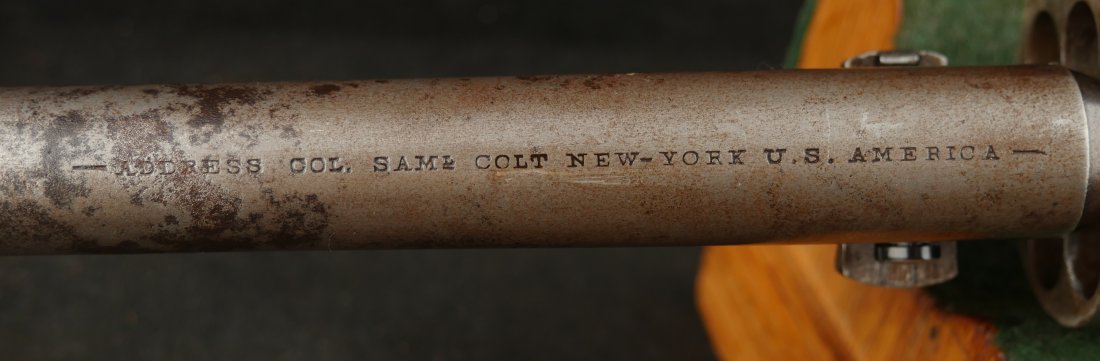 — ADDRESS COL. SAMˡ COLT NEW-YORK U.S. AMERICA —